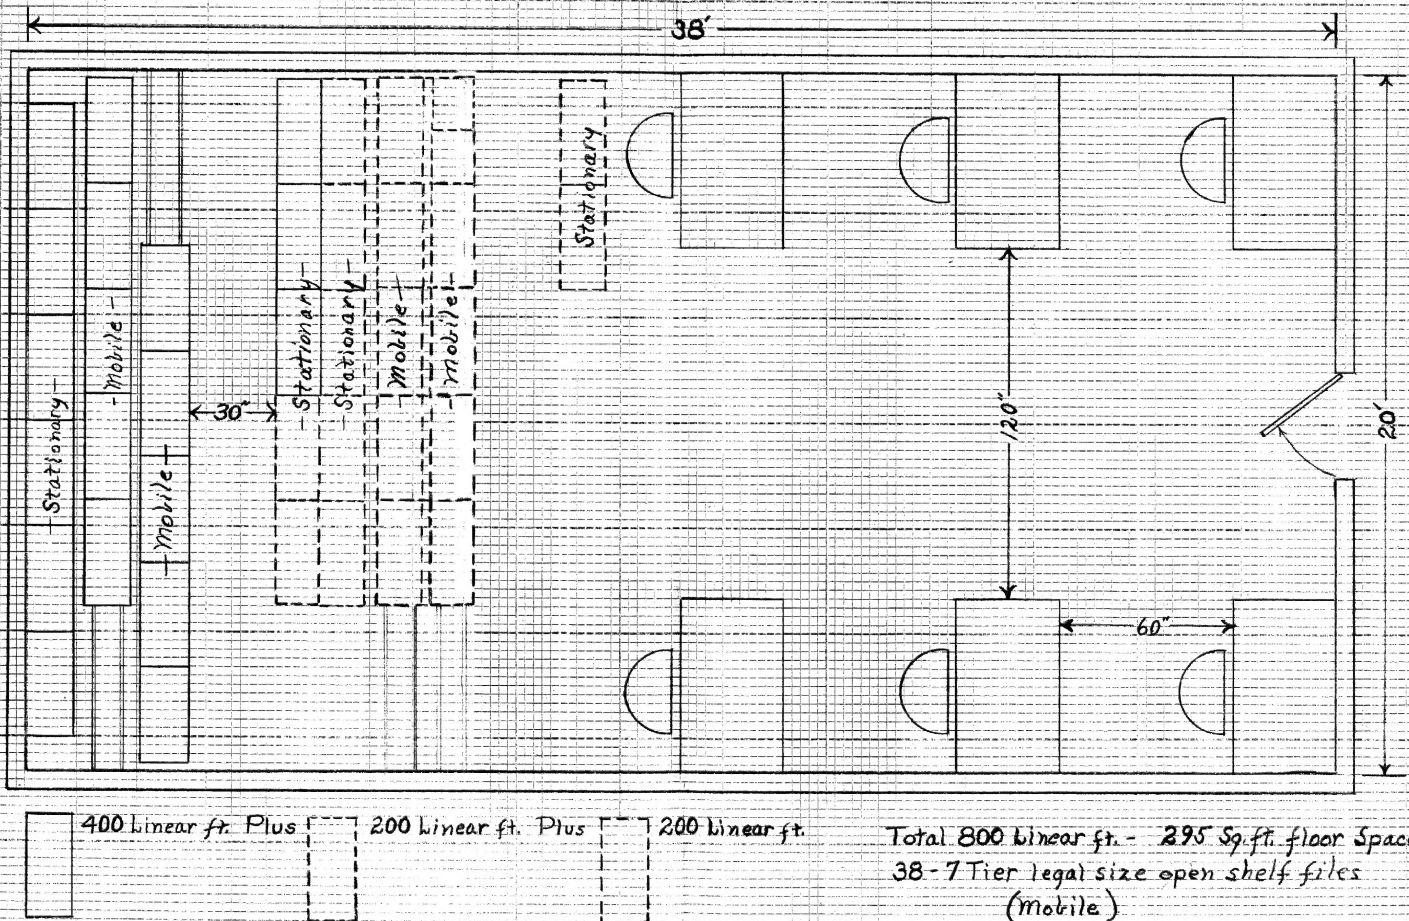 38'
Stationary
-Stationary-
-Stationary-
Mobile-
Mobile-
-Mobile-
-Stationary-
-Mobile-
30"
120"
20'
60"
400 Linear ft. Plus 200 Linear ft. Plus 200 Linear ft.
Total 800 Linear ft. - 295 Sq. ft. floor Spac
38-7 Tier legal size open shelf files
(Mobile)